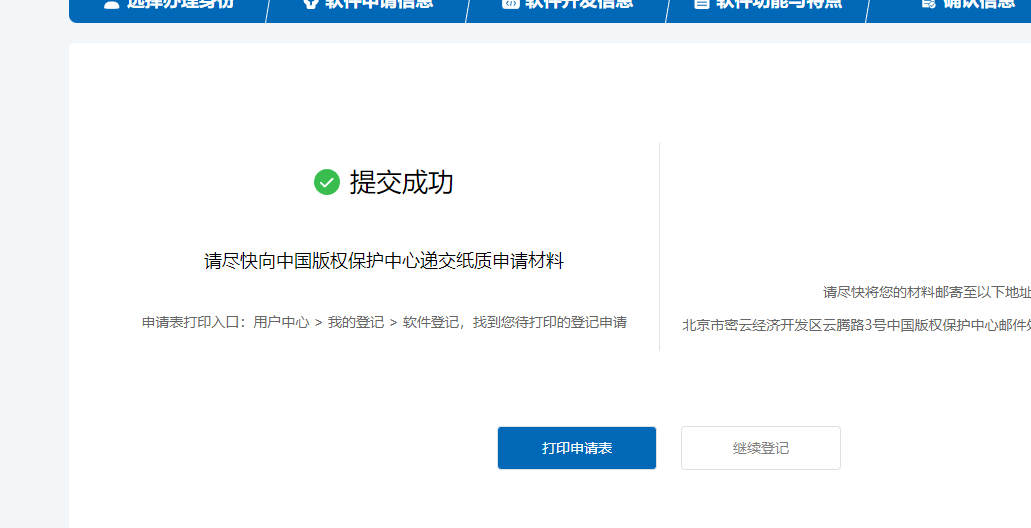 选择办理身份
软件申请信息
软件开发信息
软件功能与特点
确认信息
提交成功
请尽快向中国版权保护中心递交纸质申请材料
申请表打印入口：用户中心 > 我的登记 > 软件登记，找到您待打印的登记申请
请尽快将您的材料邮寄至以下地址
北京市密云经济开发区云腾路3号中国版权保护中心邮件
打印申请表
继续登记